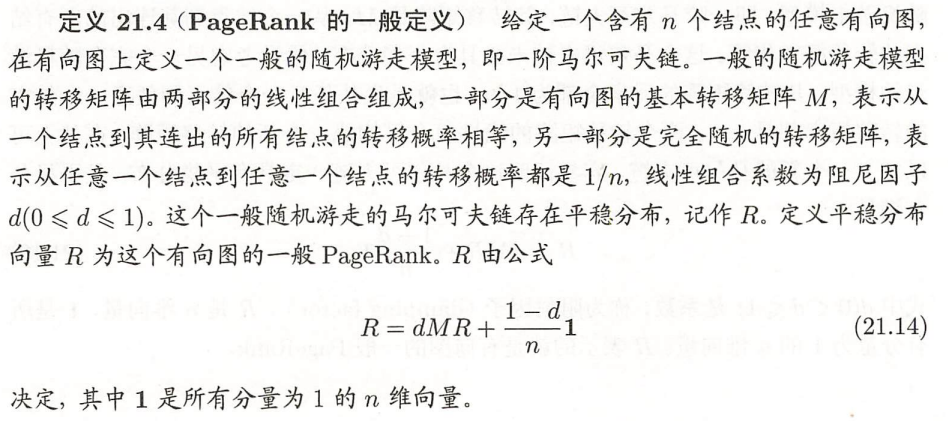 定义 21.4（PageRank 的一般定义） 给定一个含有 n 个结点的任意有向图，
在有向图上定义一个一般的随机游走模型，即一阶马尔可夫链。一般的随机游走模型
的转移矩阵由两部分的线性组合组成，一部分是有向图的基本转移矩阵 M，表示从
一个结点到其连出的所有结点的转移概率相等，另一部分是完全随机的转移矩阵，表
示从任意一个结点到任意一个结点的转移概率都是 1/n，线性组合系数为阻尼因子
d(0 ⩽ d ⩽ 1)。这个一般随机游走的马尔可夫链存在平稳分布，记作 R。定义平稳分布
向量 R 为这个有向图的一般 PageRank。R 由公式
R = dMR + \frac{1 − d}{n}1 (21.14)
决定，其中 1 是所有分量为 1 的 n 维向量。